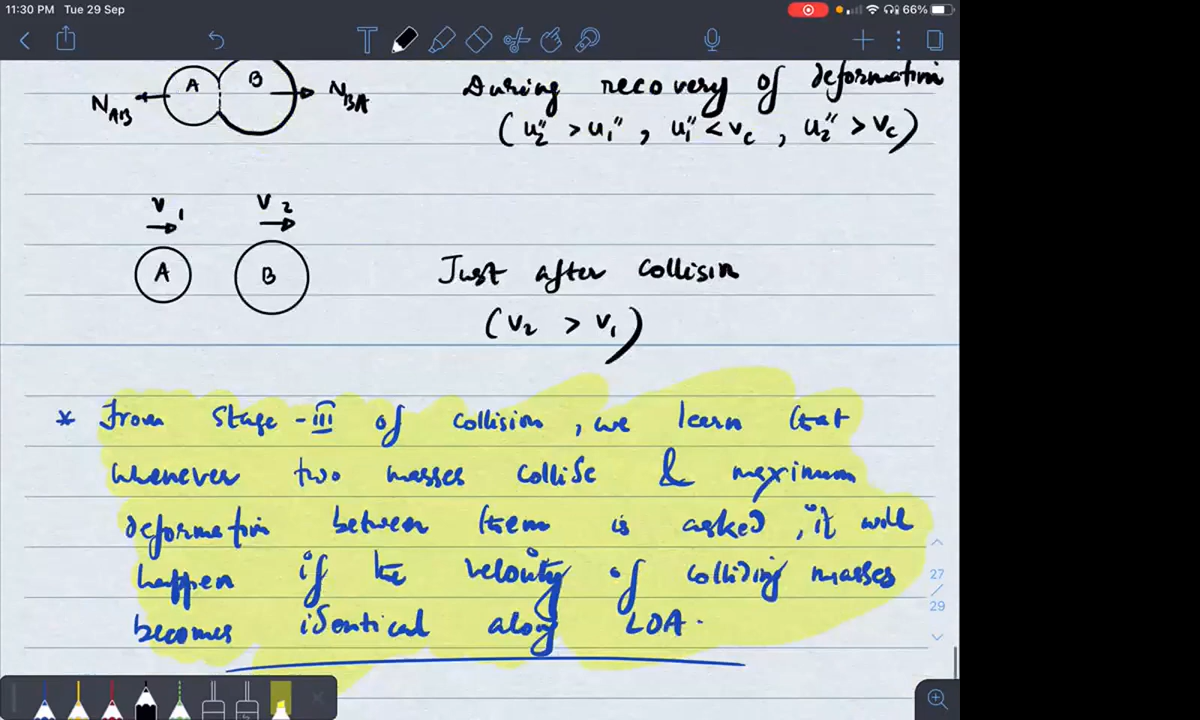 11:30 PM Tue 29 Sep 66%
A B
N_AB N_BA
During recovery of deformation
(u₂'' > u₁'' , u₁'' < v_c , u₂'' > v_c)
v₁ v₂
A B
Just after collision
(v₂ > v₁)
* From stage - III of collision, we learn that
whenever two masses collide & maximum
deformation between them is asked, it will
happen if the velocity of colliding masses
becomes identical along LOA.
27
/
29